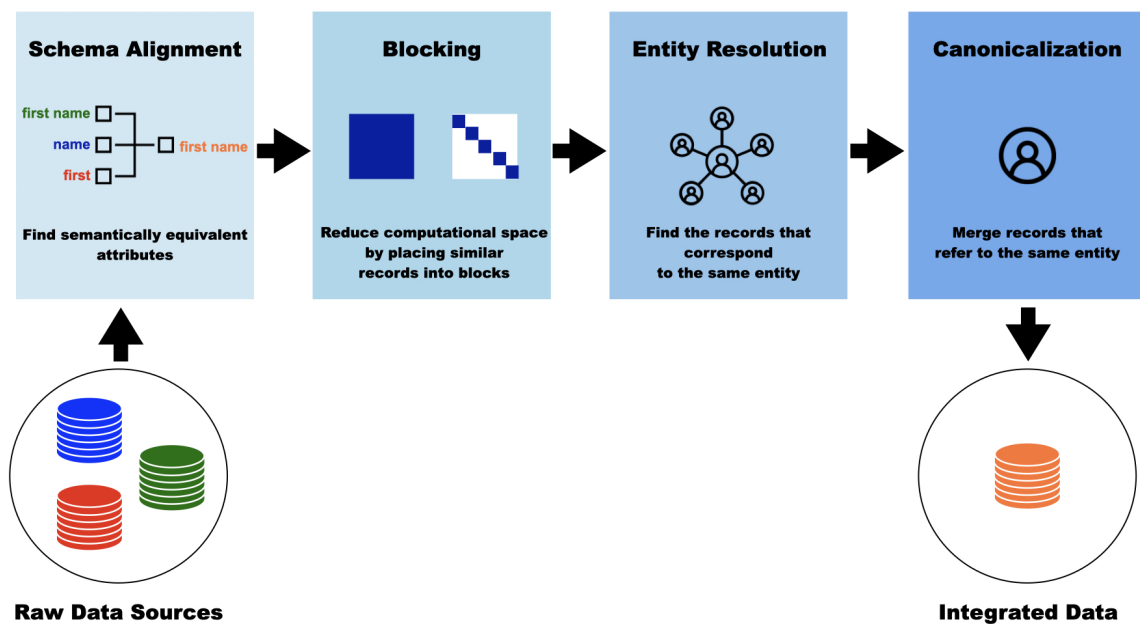 Schema Alignment
first name
name
first
first name
Find semantically equivalent
attributes
Blocking
Reduce computational space
by placing similar
records into blocks
Entity Resolution
Find the records that
correspond
to the same entity
Canonicalization
Merge records that
refer to the same entity
Raw Data Sources
Integrated Data